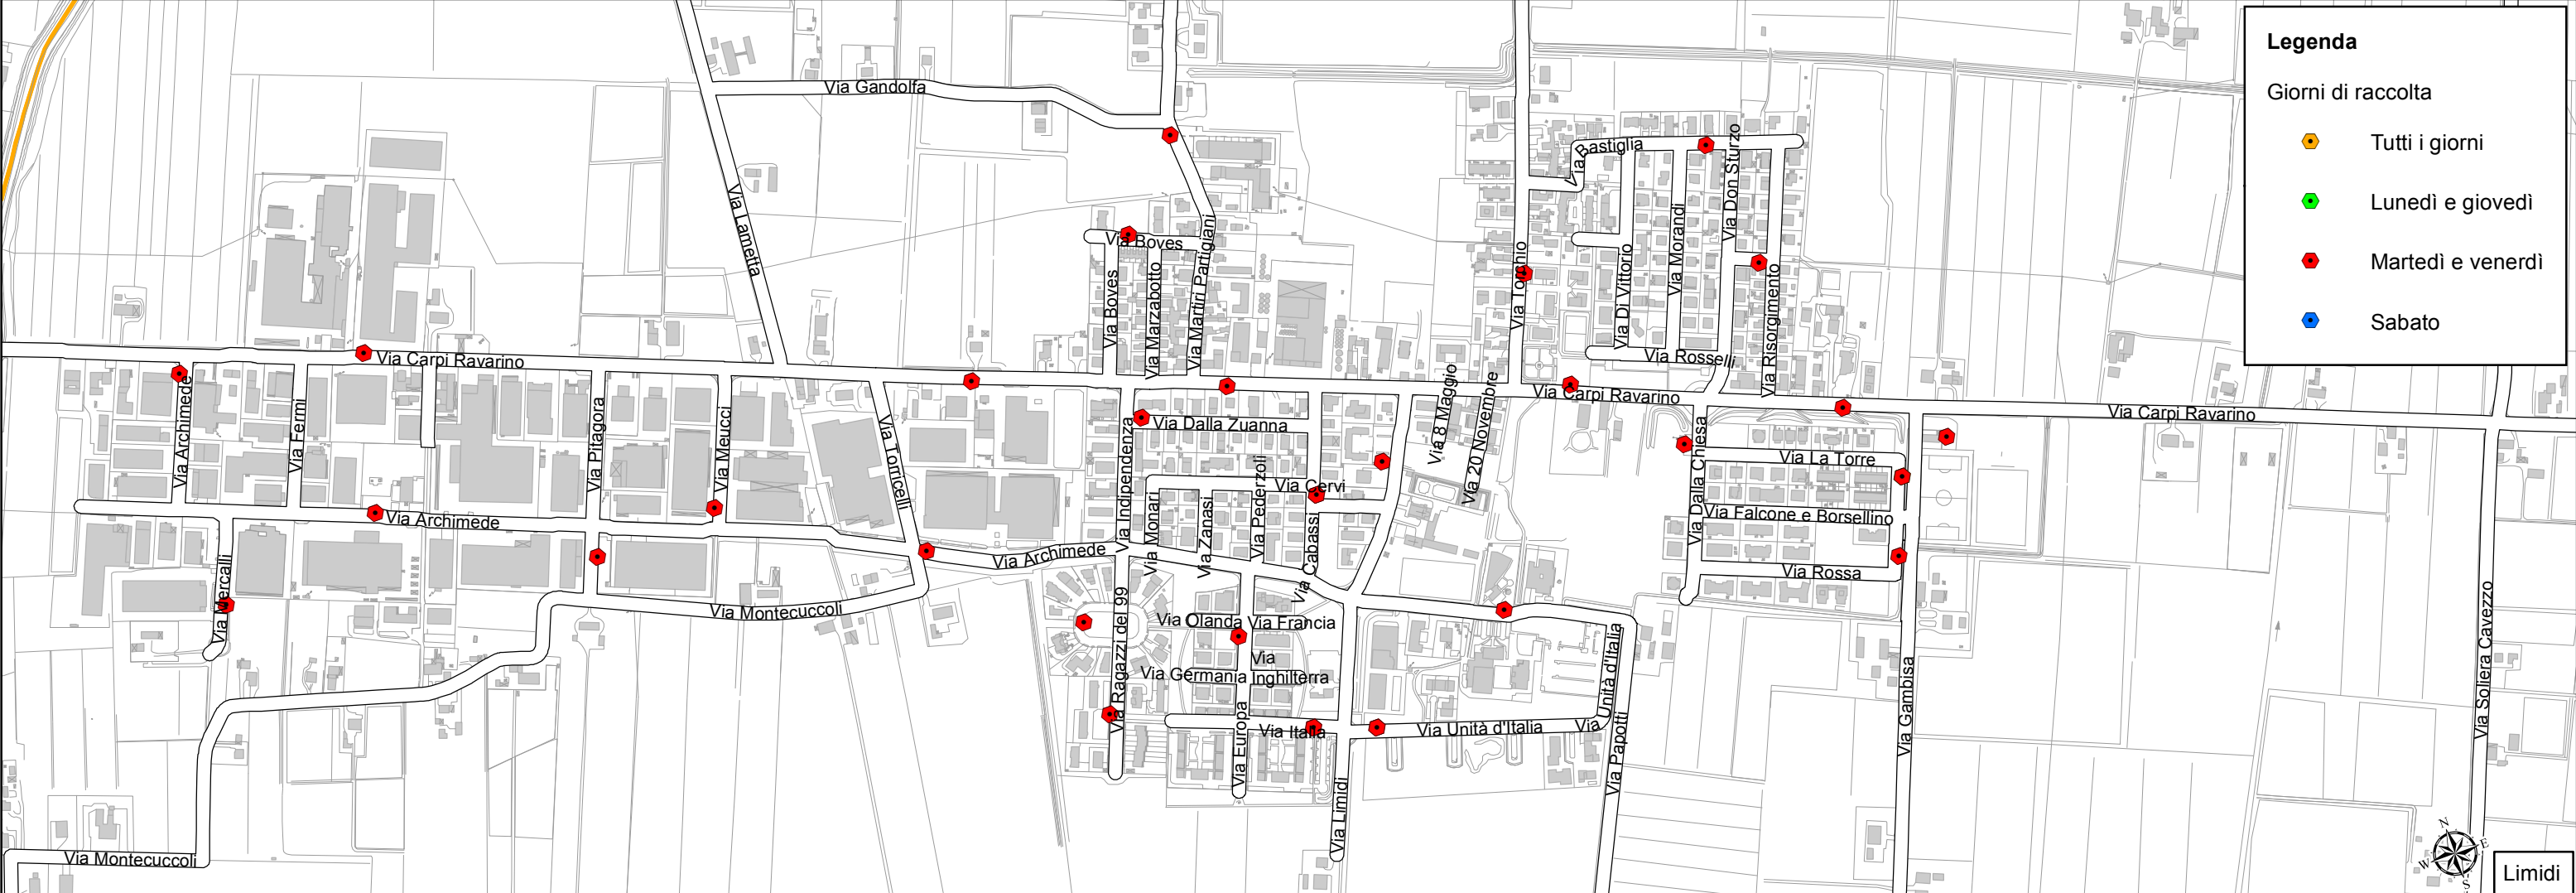 Legenda
Giorni di raccolta
Tutti i giorni
Lunedì e giovedì
Martedì e venerdì
Sabato
Via Gandolfa
Via Lametta
Via Bastiglia
Via Don Sturzo
Via Morandi
Via Di Vittorio
Via Risorgimento
Via Rosselli
Via Torchio
Via Boves
Via Boves
Via Marzabotto
Via Martiri Partigiani
Via Carpi Ravarino
Via Carpi Ravarino
Via Carpi Ravarino
Via Archimede
Via Fermi
Via Pitagora
Via Meucci
Via Torricelli
Via Indipendenza
Via Dalla Zuanna
Via Peterzoli
Via Cervi
Via 8 Maggio
Via 20 Novembre
Via Dalla Chiesa
Via La Torre
Via Falcone e Borsellino
Via Rossa
Via Archimede
Via Archimede
Via Monari
Via Zanasi
Via Cabassi
Via Mercalli
Via Montecuccoli
Via Ragazzi del 99
Via Olanda
Via Francia
Via
Inghilterra
Via Germania
Via Europa
Via Italia
Via Unità d'Italia
Via Unità d'Italia
Via Papotti
Via Limidi
Via Gambisa
Via Soliera Cavezzo
Via Montecuccoli
N
E
S
W
Limidi